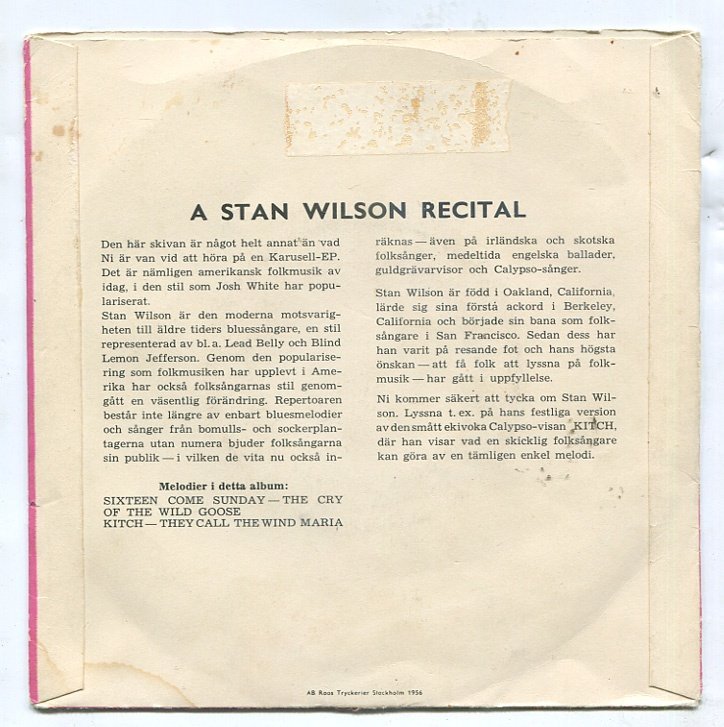 A STAN WILSON RECITAL
Den här skivan är något helt annat än vad
Ni är van vid att höra på en Karusell-EP.
Det är nämligen amerikansk folkmusik av
idag, i den stil som Josh White har popu-
lariserat.
Stan Wilson är den moderna motsvarig-
heten till äldre tiders bluessångare, en stil
representerad av bl. a. Lead Belly och Blind
Lemon Jefferson. Genom den popularise-
ring som folkmusiken har upplevt i Ame-
rika har också folksångarnas stil genom-
gått en väsentlig förändring. Repertoaren
består inte längre av enbart bluesmelodier
och sånger från bomulls- och sockerplan-
tagerna utan numera bjuder folksångarna
sin publik — i vilken de vita nu också in-
räknas — även på irländska och skotska
folksånger, medeltida engelska ballader,
guldgrävarvisor och Calypso-sånger.
Stan Wilson är född i Oakland, California,
lärde sig sina första ackord i Berkeley,
California och började sin bana som folk-
sångare i San Francisco. Sedan dess har
han varit på resande fot och hans högsta
önskan — att få folk att lyssna på folk-
musik — har gått i uppfyllelse.
Ni kommer säkert att tycka om Stan Wil-
son. Lyssna t. ex. på hans festliga version
av den smått ekivoka Calypso-visan KITCH,
där han visar vad en skicklig folksångare
kan göra av en tämligen enkel melodi.
Melodier i detta album:
SIXTEEN COME SUNDAY — THE CRY
OF THE WILD GOOSE
KITCH — THEY CALL THE WIND MARIA
AB Roos Tryckerier Stockholm 1956